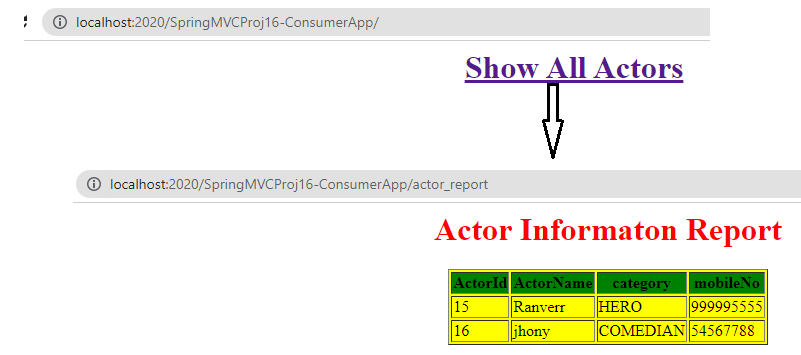 localhost:2020/SpringMVCProj16-ConsumerApp/
Show All Actors
localhost:2020/SpringMVCProj16-ConsumerApp/actor_report
Actor Informaton Report
ActorId ActorName category mobileNo
15 Ranverr HERO 999995555
16 jhony COMEDIAN 54567788